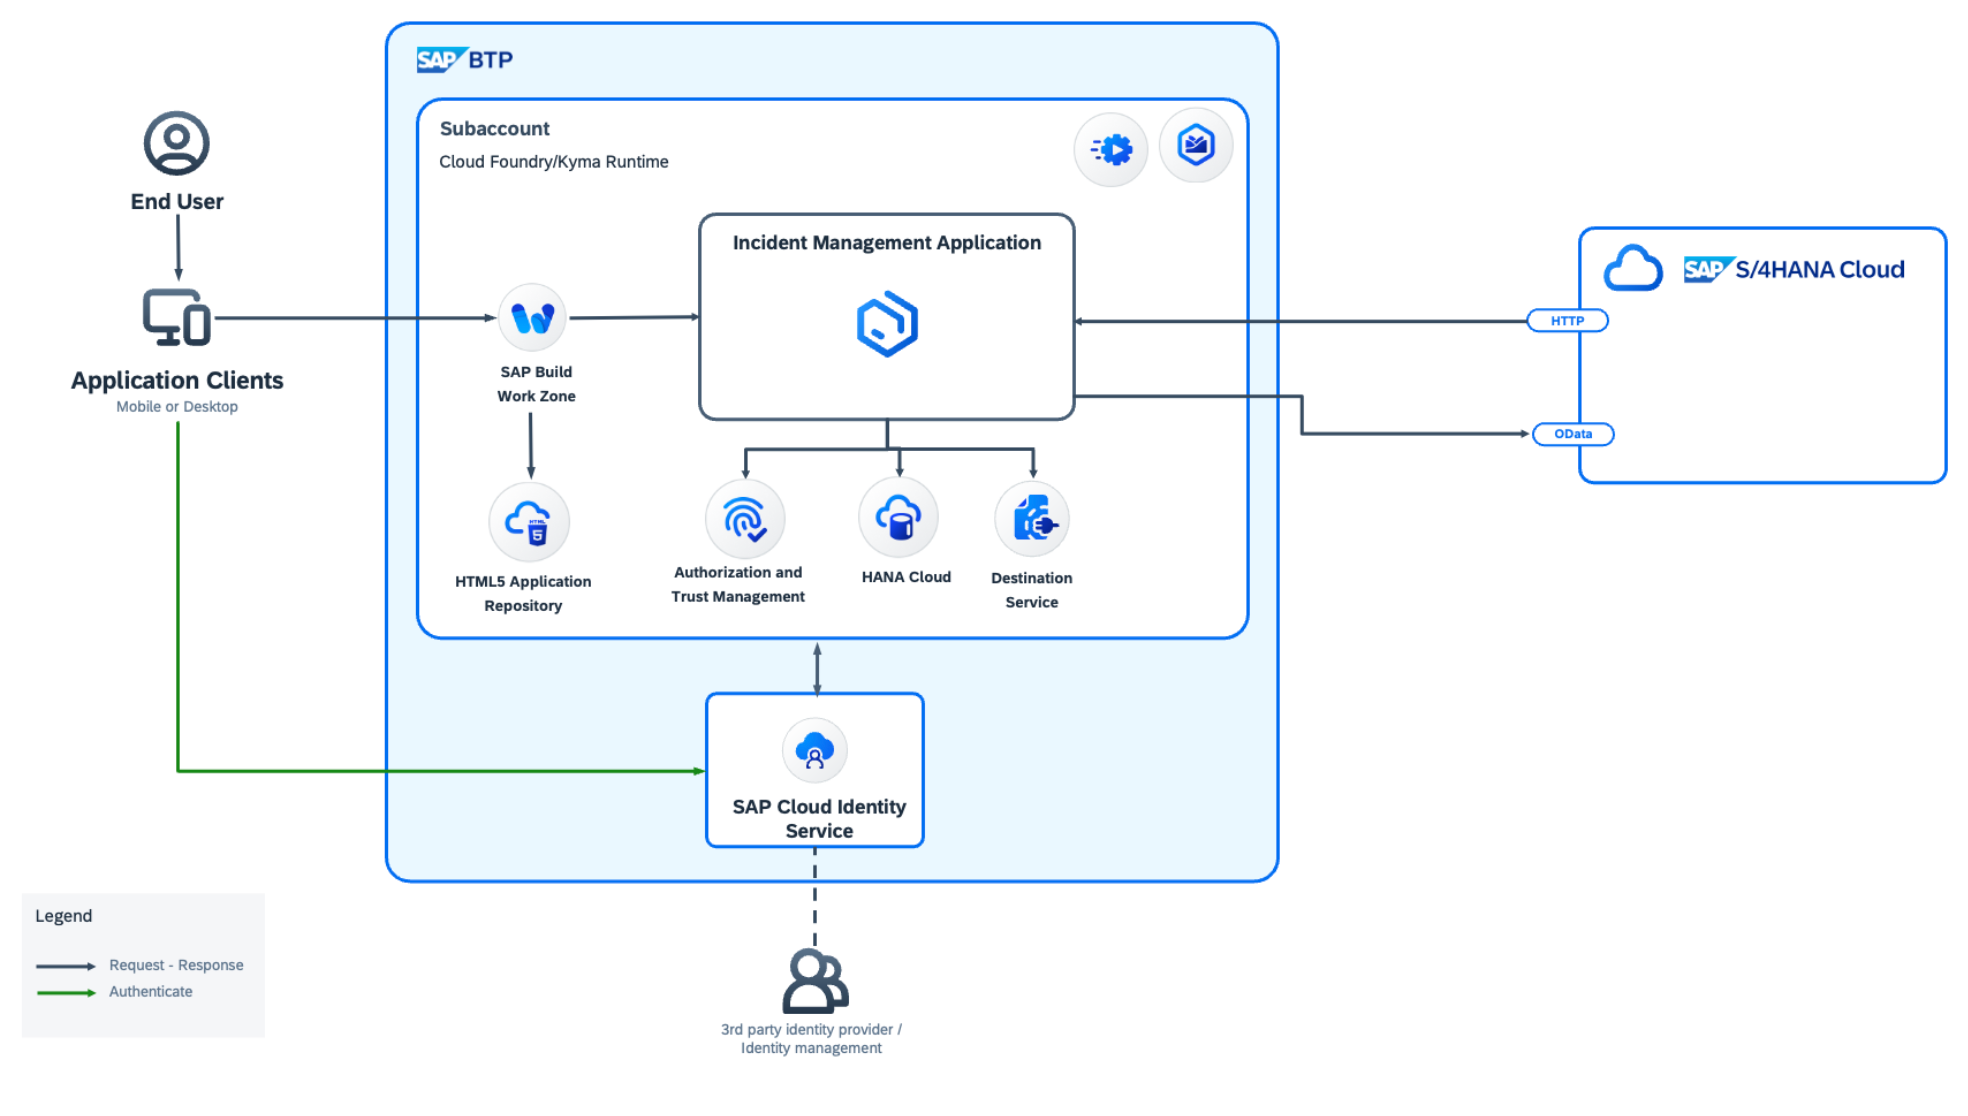 SAP BTP
Subaccount
Cloud Foundry/Kyma Runtime
End User
Incident Management Application
SAP S/4HANA Cloud
HTTP
SAP Build
Work Zone
Application Clients
Mobile or Desktop
OData
HTML
5
HTML5 Application
Repository
Authorization and
Trust Management
HANA Cloud
Destination
Service
SAP Cloud Identity
Service
Legend
Request - Response
Authenticate
3rd party identity provider /
Identity management